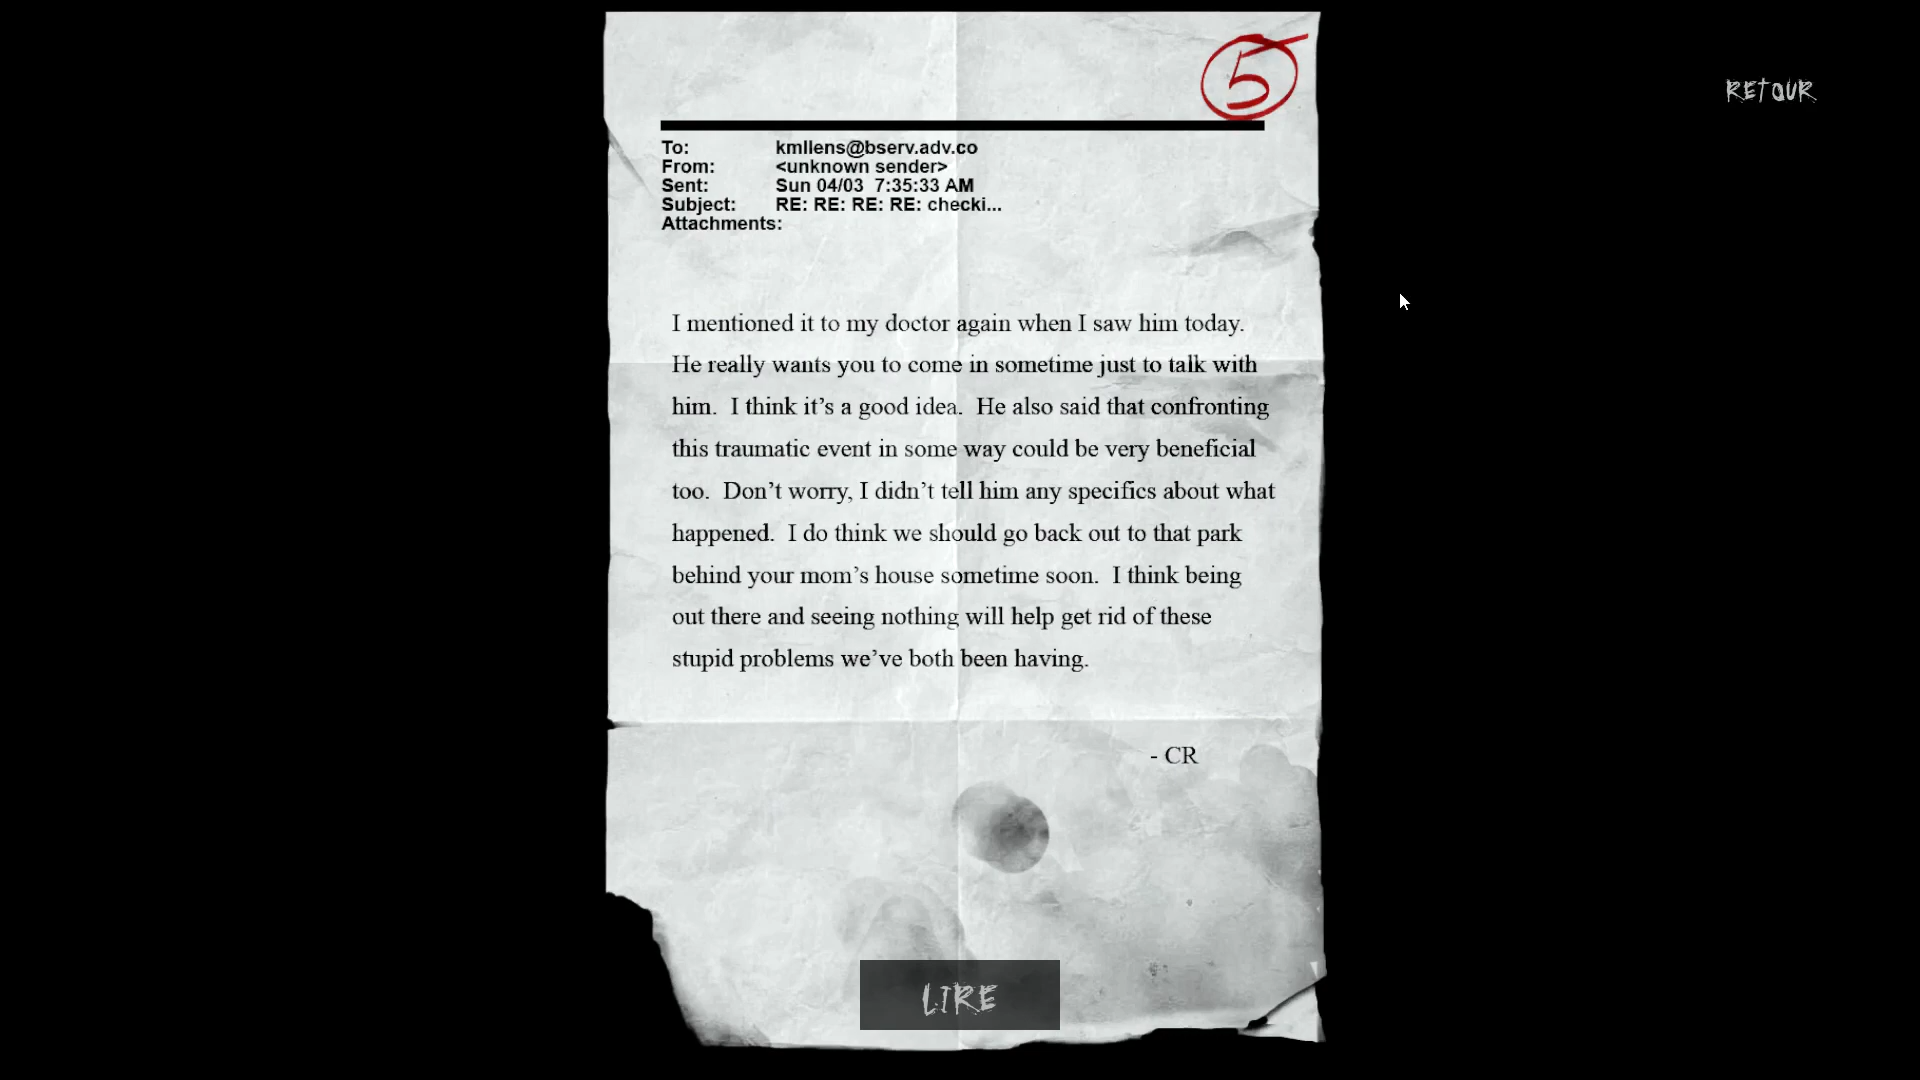 5
RETOUR
To: kmllens@bserv.adv.co
From: <unknown sender>
Sent: Sun 04/03 7:35:33 AM
Subject: RE: RE: RE: RE: checki...
Attachments:
I mentioned it to my doctor again when I saw him today.
He really wants you to come in sometime just to talk with
him.  I think it’s a good idea.  He also said that confronting
this traumatic event in some way could be very beneficial
too.  Don’t worry, I didn’t tell him any specifics about what
happened.  I do think we should go back out to that park
behind your mom’s house sometime soon.  I think being
out there and seeing nothing will help get rid of these
stupid problems we’ve both been having.
- CR
LIRE